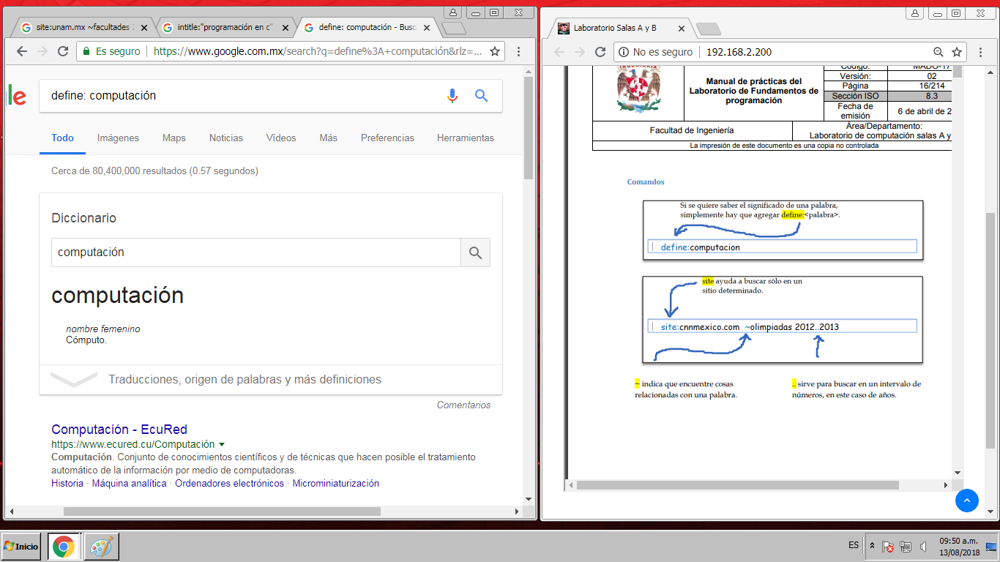 site:unam.mx ~facultades 2
intitle:"programación en c"
define: computación - Busc
Es seguro
https://www.google.com.mx/search?q=define%3A+computación&rlz=...
le
define: computación
Todo
Imágenes
Maps
Noticias
Vídeos
Más
Preferencias
Herramientas
Cerca de 80,400,000 resultados (0.57 segundos)
Diccionario
computación
computación
nombre femenino
Cómputo.
Traducciones, origen de palabras y más definiciones
Comentarios
Computación - EcuRed
https://www.ecured.cu/Computación
Computación. Conjunto de conocimientos científicos y de técnicas que hacen posible el tratamiento
automático de la información por medio de computadoras.
Historia · Máquina analítica · Ordenadores electrónicos · Microminiaturización
Laboratorio Salas A y B
No es seguro
192.168.2.200
Manual de prácticas del
Laboratorio de Fundamentos de
programación
Código:
MADO-17
Versión:
02
Página
16/214
Sección ISO
8.3
Fecha de
emisión
6 de abril de 2
Facultad de Ingeniería
Área/Departamento:
Laboratorio de computación salas A y
La impresión de este documento es una copia no controlada
Comandos
Si se quiere saber el significado de una palabra,
simplemente hay que agregar define:<palabra>.
define:computacion
site ayuda a buscar sólo en un
sitio determinado.
site:cnnmexico.com ~olimpiadas 2012..2013
~ indica que encuentre cosas
relacionadas con una palabra.
.. sirve para buscar en un intervalo de
números, en este caso de años.
Inicio
ES
09:50 a.m.
13/08/2018